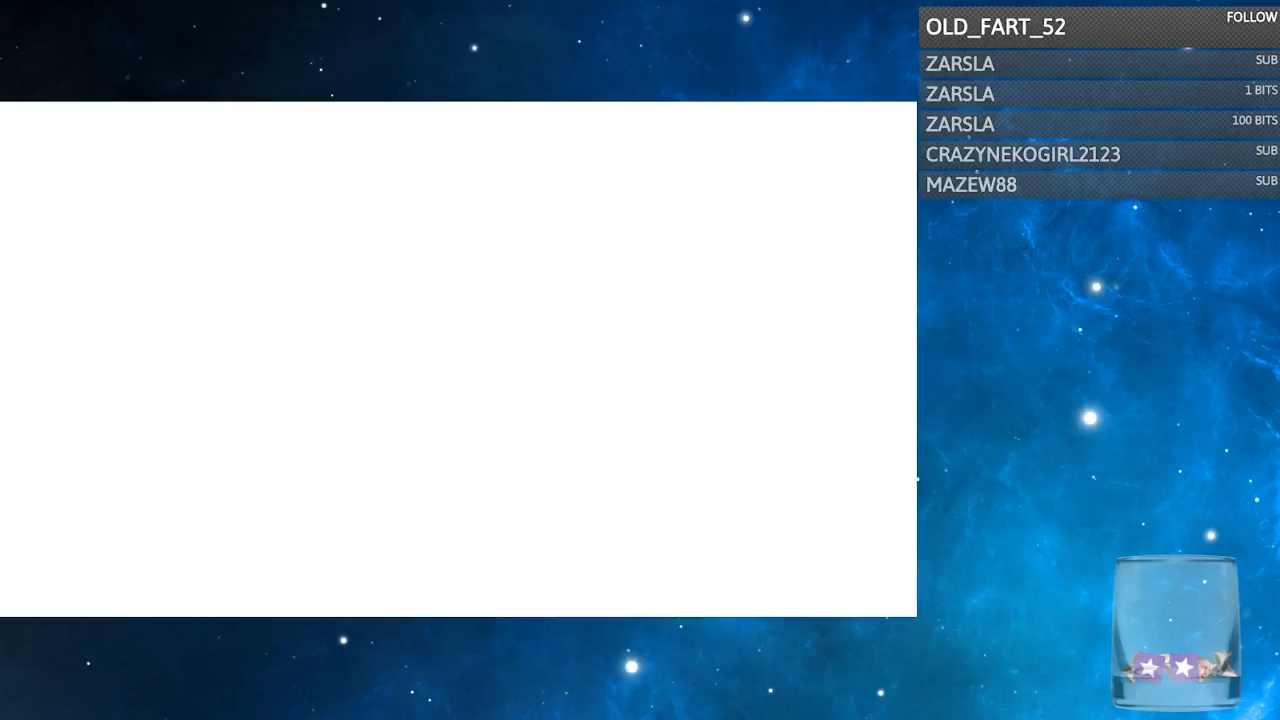 OLD_FART_52 FOLLOW
ZARSLA SUB
ZARSLA 1 BITS
ZARSLA 100 BITS
CRAZYNEKOGIRL2123 SUB
MAZEW88 SUB